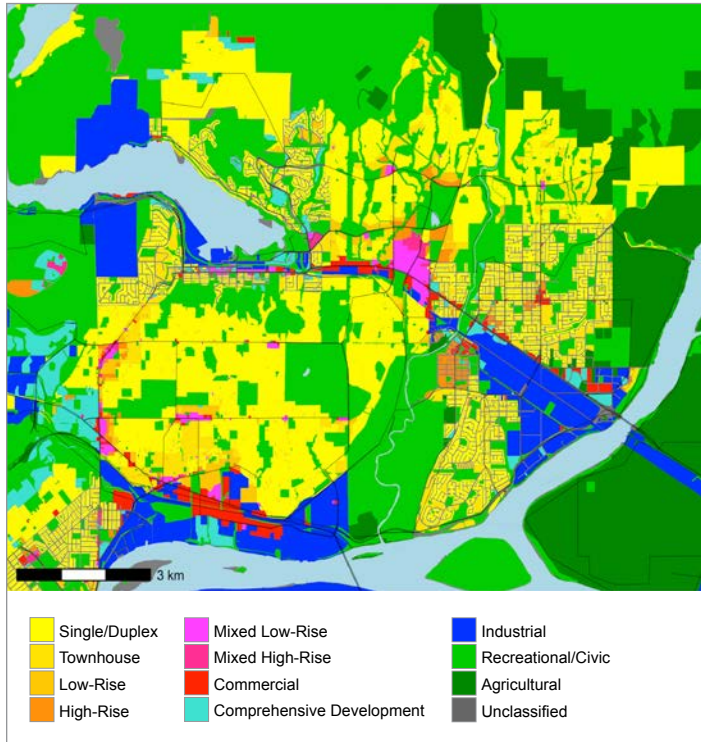 3 km
Single/Duplex
Townhouse
Low-Rise
High-Rise
Mixed Low-Rise
Mixed High-Rise
Commercial
Comprehensive Development
Industrial
Recreational/Civic
Agricultural
Unclassified